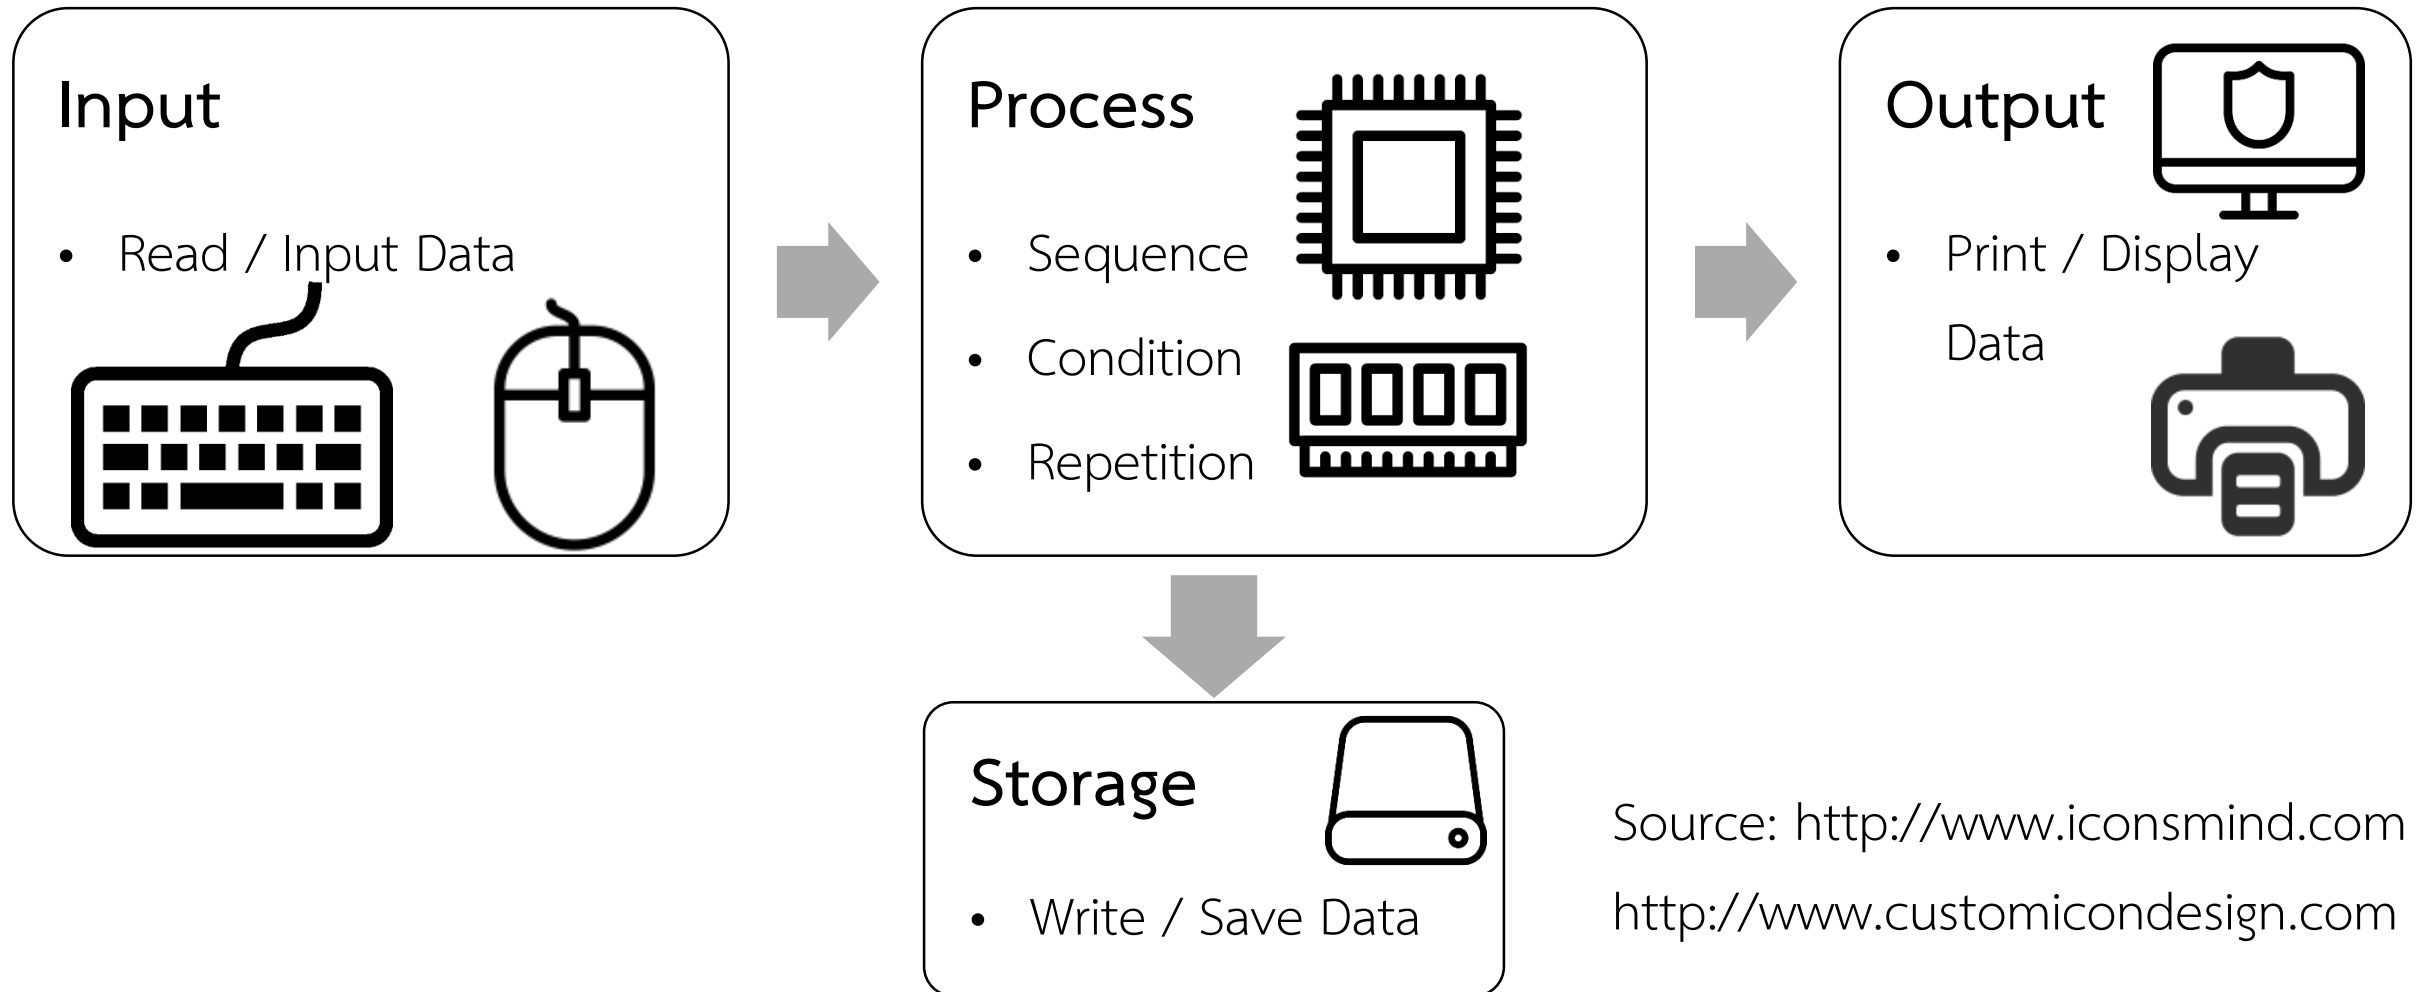 Input
• Read / Input Data
Process
• Sequence
• Condition
• Repetition
Output
• Print / Display
Data
Storage
• Write / Save Data
Source: http://www.iconsmind.com
http://www.customicondesign.com